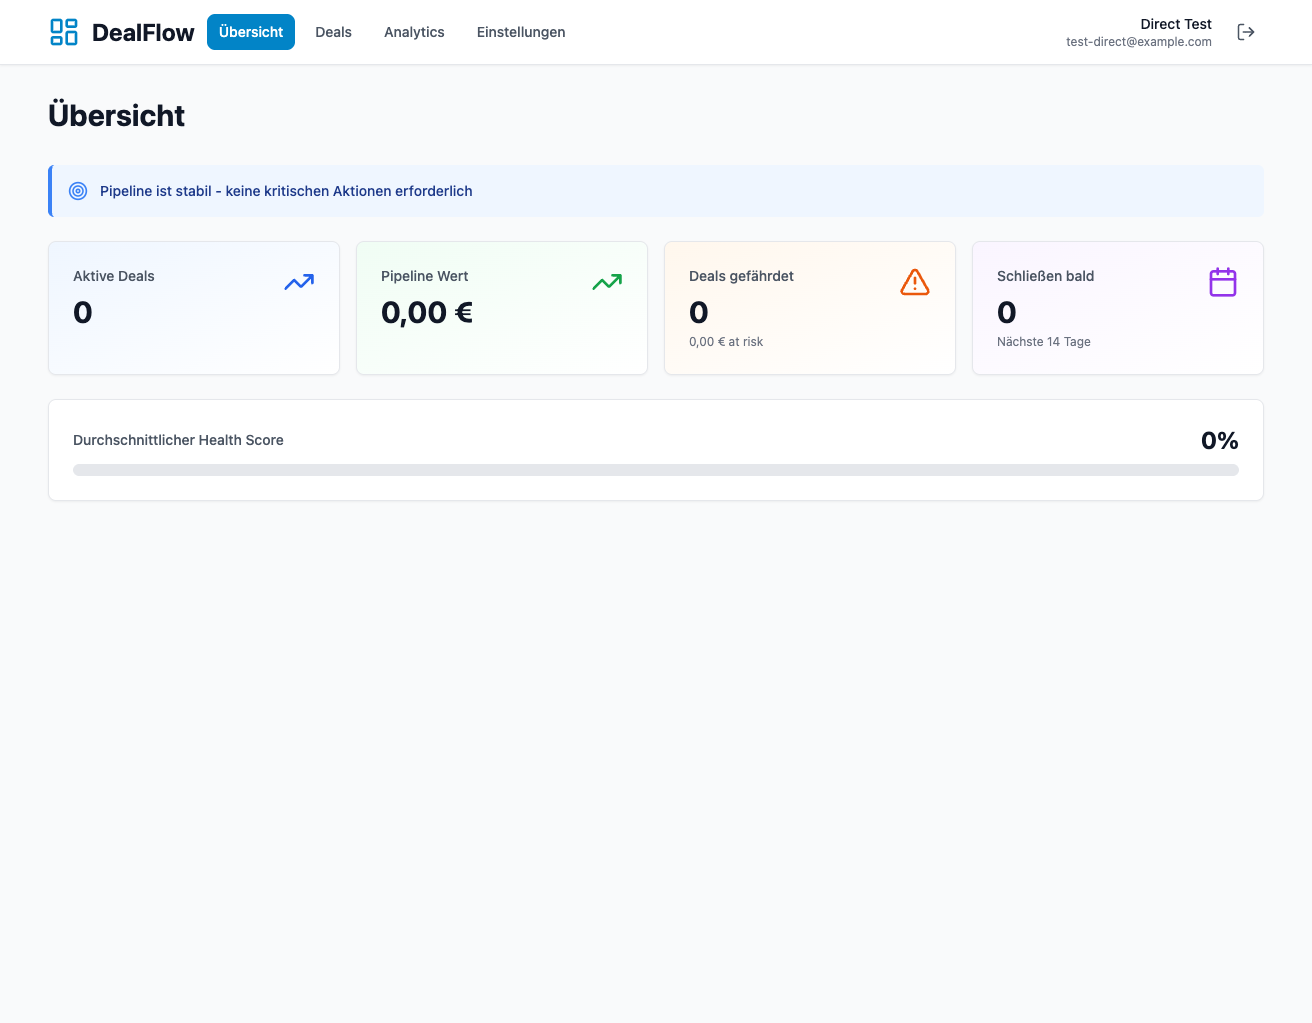 DealFlow
Übersicht
Deals
Analytics
Einstellungen
Direct Test
test-direct@example.com
Übersicht
Pipeline ist stabil - keine kritischen Aktionen erforderlich
Aktive Deals
0
Pipeline Wert
0,00 €
Deals gefährdet
0
0,00 € at risk
Schließen bald
0
Nächste 14 Tage
Durchschnittlicher Health Score
0%